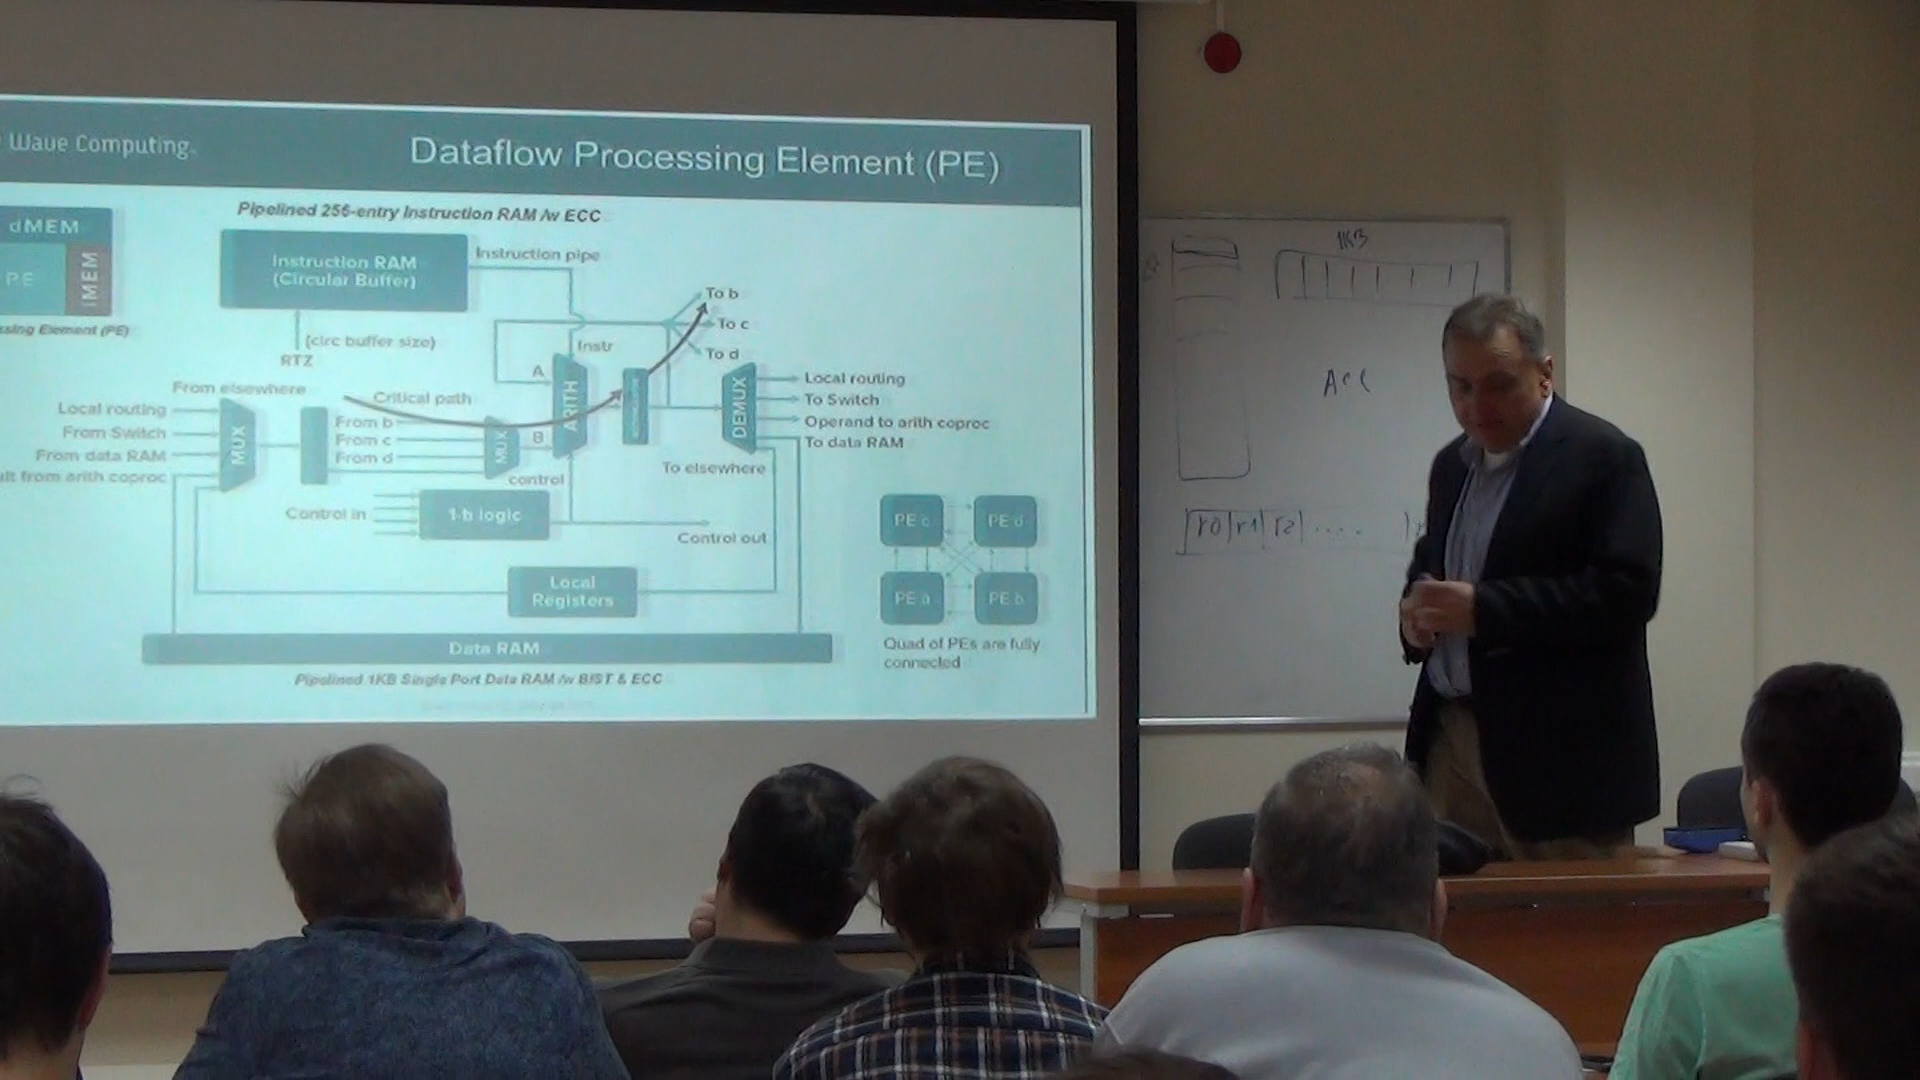 Wave Computing
Dataflow Processing Element (PE)
dMEM
PE
IMEM
Element (PE)
Pipelined 256-entry Instruction RAM /w ECC
Instruction RAM
(Circular Buffer)
Instruction pipe
(circ buffer size)
RTZ
To b
To c
To d
Instr
A
ARITH
B
From elsewhere
Critical path
Local routing
From Switch
From data RAM
from arith coproc
MUX
From b
From c
From d
MUX
control
DEMUX
Local routing
To Switch
Operand to arith coproc
To data RAM
To elsewhere
Control in
1-b logic
Control out
Local
Registers
Data RAM
Pipelined 1KB Single Port Data RAM /w BIST & ECC
PE c
PE d
PE a
PE b
Quad of PEs are fully
connected
1KB
Acc
r0 r1 r2 ....